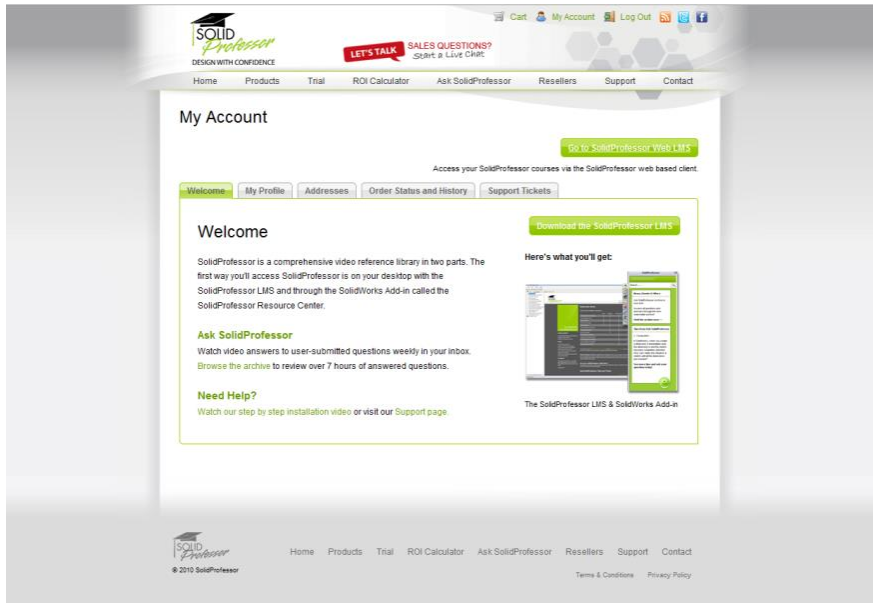 Cart My Account Log Out
SOLID
Professor
DESIGN WITH CONFIDENCE
LET'S TALK SALES QUESTIONS?
Start a Live Chat
Home Products Trial ROI Calculator Ask SolidProfessor Resellers Support Contact
My Account
Go to SolidProfessor Web LMS
Access your SolidProfessor courses via the SolidProfessor web based client.
Welcome My Profile Addresses Order Status and History Support Tickets
Download the SolidProfessor LMS
Welcome
Here's what you'll get:
SolidProfessor is a comprehensive video reference library in two parts. The
first way you'll access SolidProfessor is on your desktop with the
SolidProfessor LMS and through the SolidWorks Add-in called the
SolidProfessor Resource Center.
Ask SolidProfessor
Watch video answers to user-submitted questions weekly in your inbox.
Browse the archive to review over 7 hours of answered questions.
Need Help?
Watch our step by step installation video or visit our Support page.
The SolidProfessor LMS & SolidWorks Add-in
SOLID
Professor
© 2010 SolidProfessor
Home Products Trial ROI Calculator Ask SolidProfessor Resellers Support Contact
Terms & Conditions Privacy Policy